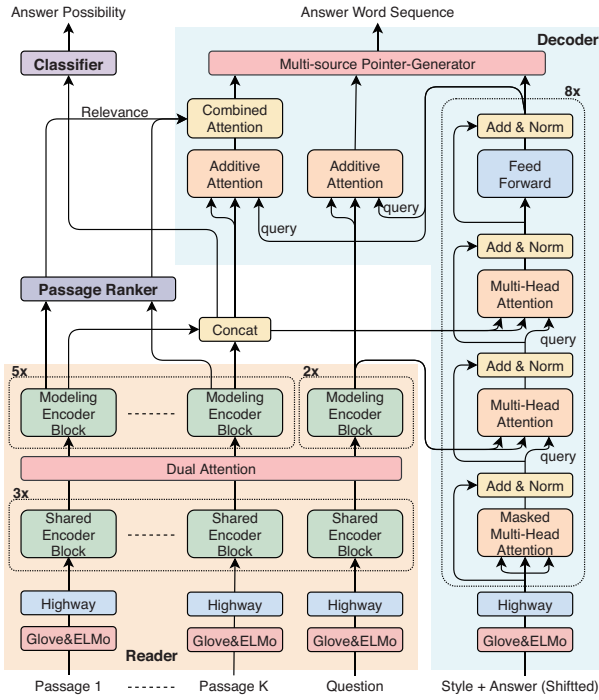 Answer Possibility
Answer Word Sequence
Decoder
Classifier
Multi-source Pointer-Generator
8x
Relevance
Combined
Attention
Add & Norm
Additive
Attention
Additive
Attention
Feed
Forward
query
query
Add & Norm
Passage Ranker
Multi-Head
Attention
Concat
query
5x
2x
Add & Norm
Modeling
Encoder
Block
Modeling
Encoder
Block
Modeling
Encoder
Block
Multi-Head
Attention
Dual Attention
query
3x
Add & Norm
Shared
Encoder
Block
Shared
Encoder
Block
Shared
Encoder
Block
Masked
Multi-Head
Attention
Highway
Highway
Highway
Highway
Glove&ELMo
Glove&ELMo
Glove&ELMo
Glove&ELMo
Reader
Passage 1
Passage K
Question
Style + Answer (Shiftted)